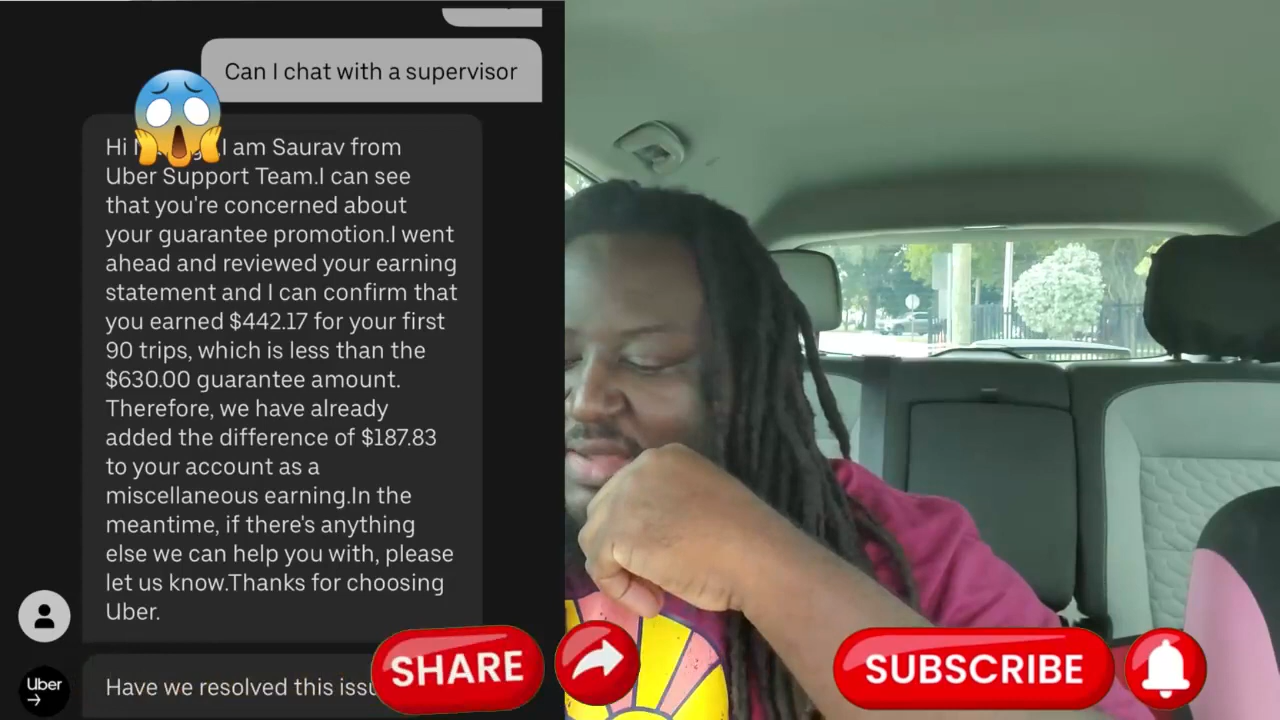 Can I chat with a supervisor
Hi I am Saurav from
Uber Support Team.I can see
that you're concerned about
your guarantee promotion.I went
ahead and reviewed your earning
statement and I can confirm that
you earned $442.17 for your first
90 trips, which is less than the
$630.00 guarantee amount.
Therefore, we have already
added the difference of $187.83
to your account as a
miscellaneous earning.In the
meantime, if there's anything
else we can help you with, please
let us know.Thanks for choosing
Uber.
Uber
Have we resolved this
SHARE
SUBSCRIBE